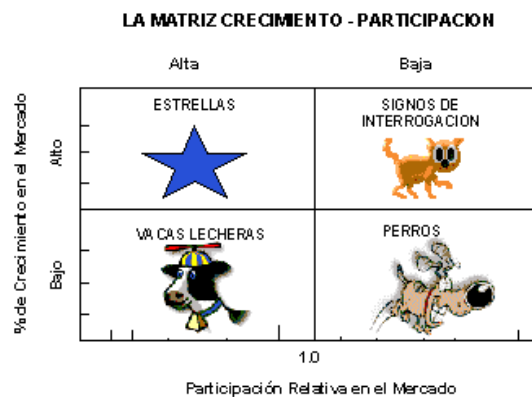 LA MATRIZ CRECIMIENTO - PARTICIPACION
Alta
Baja
ESTRELLAS
SIGNOS DE
INTERROGACION
Alto
VACAS LECHERAS
PERROS
Bajo
% de Crecimiento en el Mercado
1.0
Participación Relativa en el Mercado